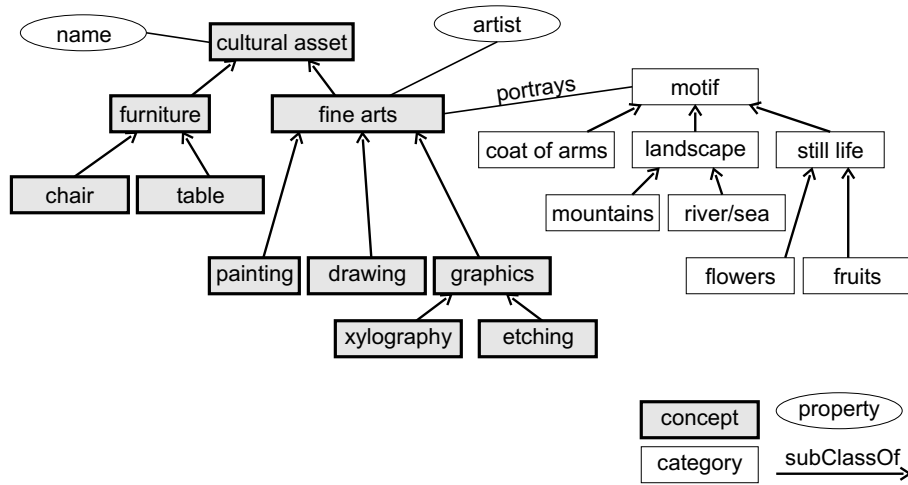 name
cultural asset
artist
portrays
furniture
fine arts
motif
coat of arms
landscape
still life
chair
table
mountains
river/sea
painting
drawing
graphics
flowers
fruits
xylography
etching
concept
property
category
subClassOf